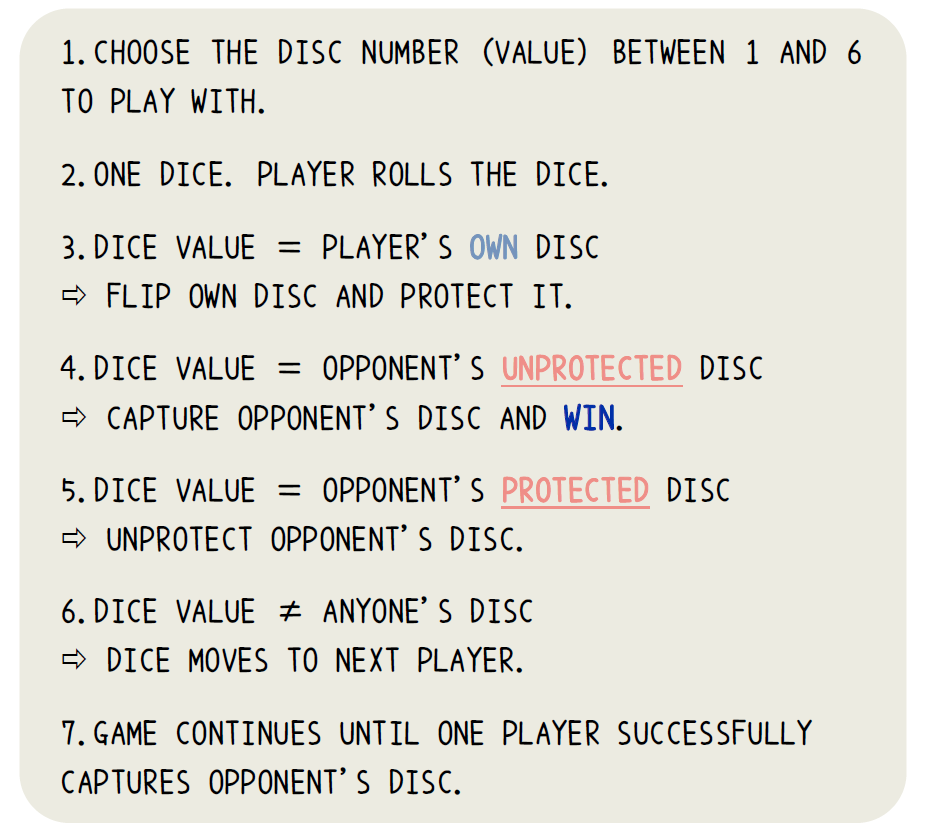 1. CHOOSE THE DISC NUMBER (VALUE) BETWEEN 1 AND 6
TO PLAY WITH.
2. ONE DICE. PLAYER ROLLS THE DICE.
3. DICE VALUE = PLAYER'S OWN DISC
⇨ FLIP OWN DISC AND PROTECT IT.
4. DICE VALUE = OPPONENT'S UNPROTECTED DISC
⇨ CAPTURE OPPONENT'S DISC AND WIN.
5. DICE VALUE = OPPONENT'S PROTECTED DISC
⇨ UNPROTECT OPPONENT'S DISC.
6. DICE VALUE ≠ ANYONE'S DISC
⇨ DICE MOVES TO NEXT PLAYER.
7. GAME CONTINUES UNTIL ONE PLAYER SUCCESSFULLY
CAPTURES OPPONENT'S DISC.